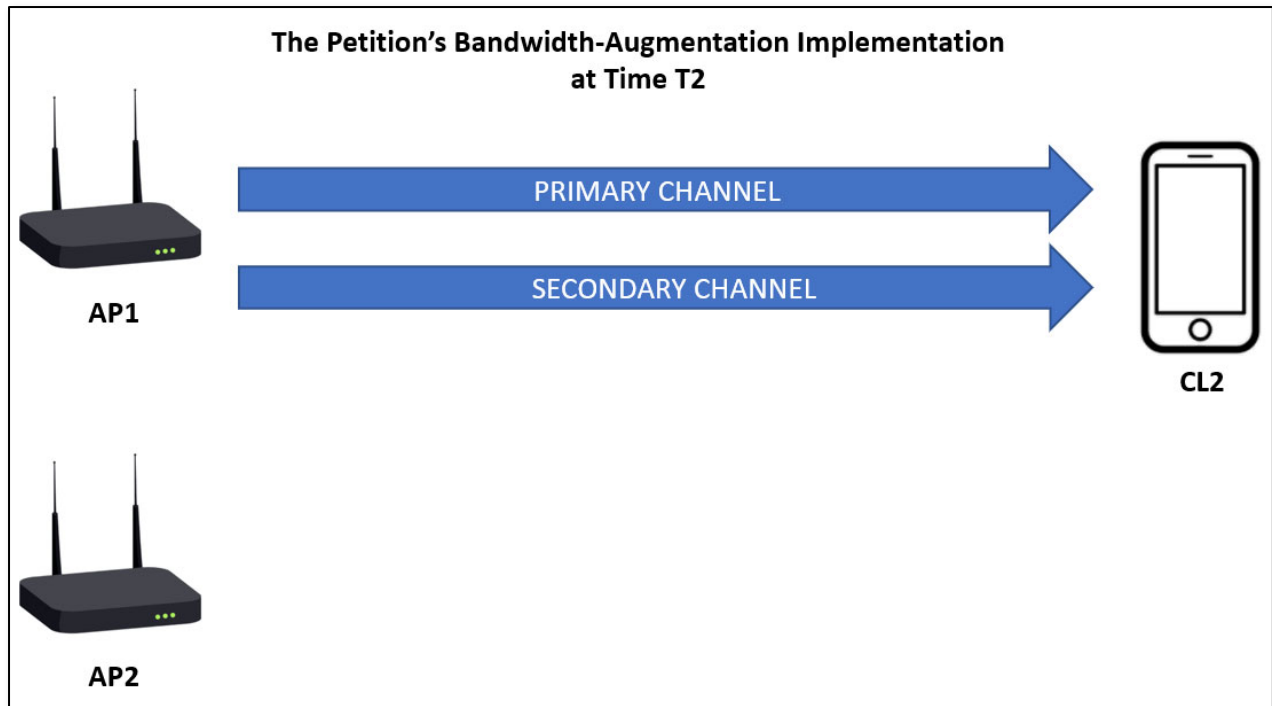 The Petition's Bandwidth-Augmentation Implementation
at Time T2
PRIMARY CHANNEL
SECONDARY CHANNEL
AP1
CL2
AP2